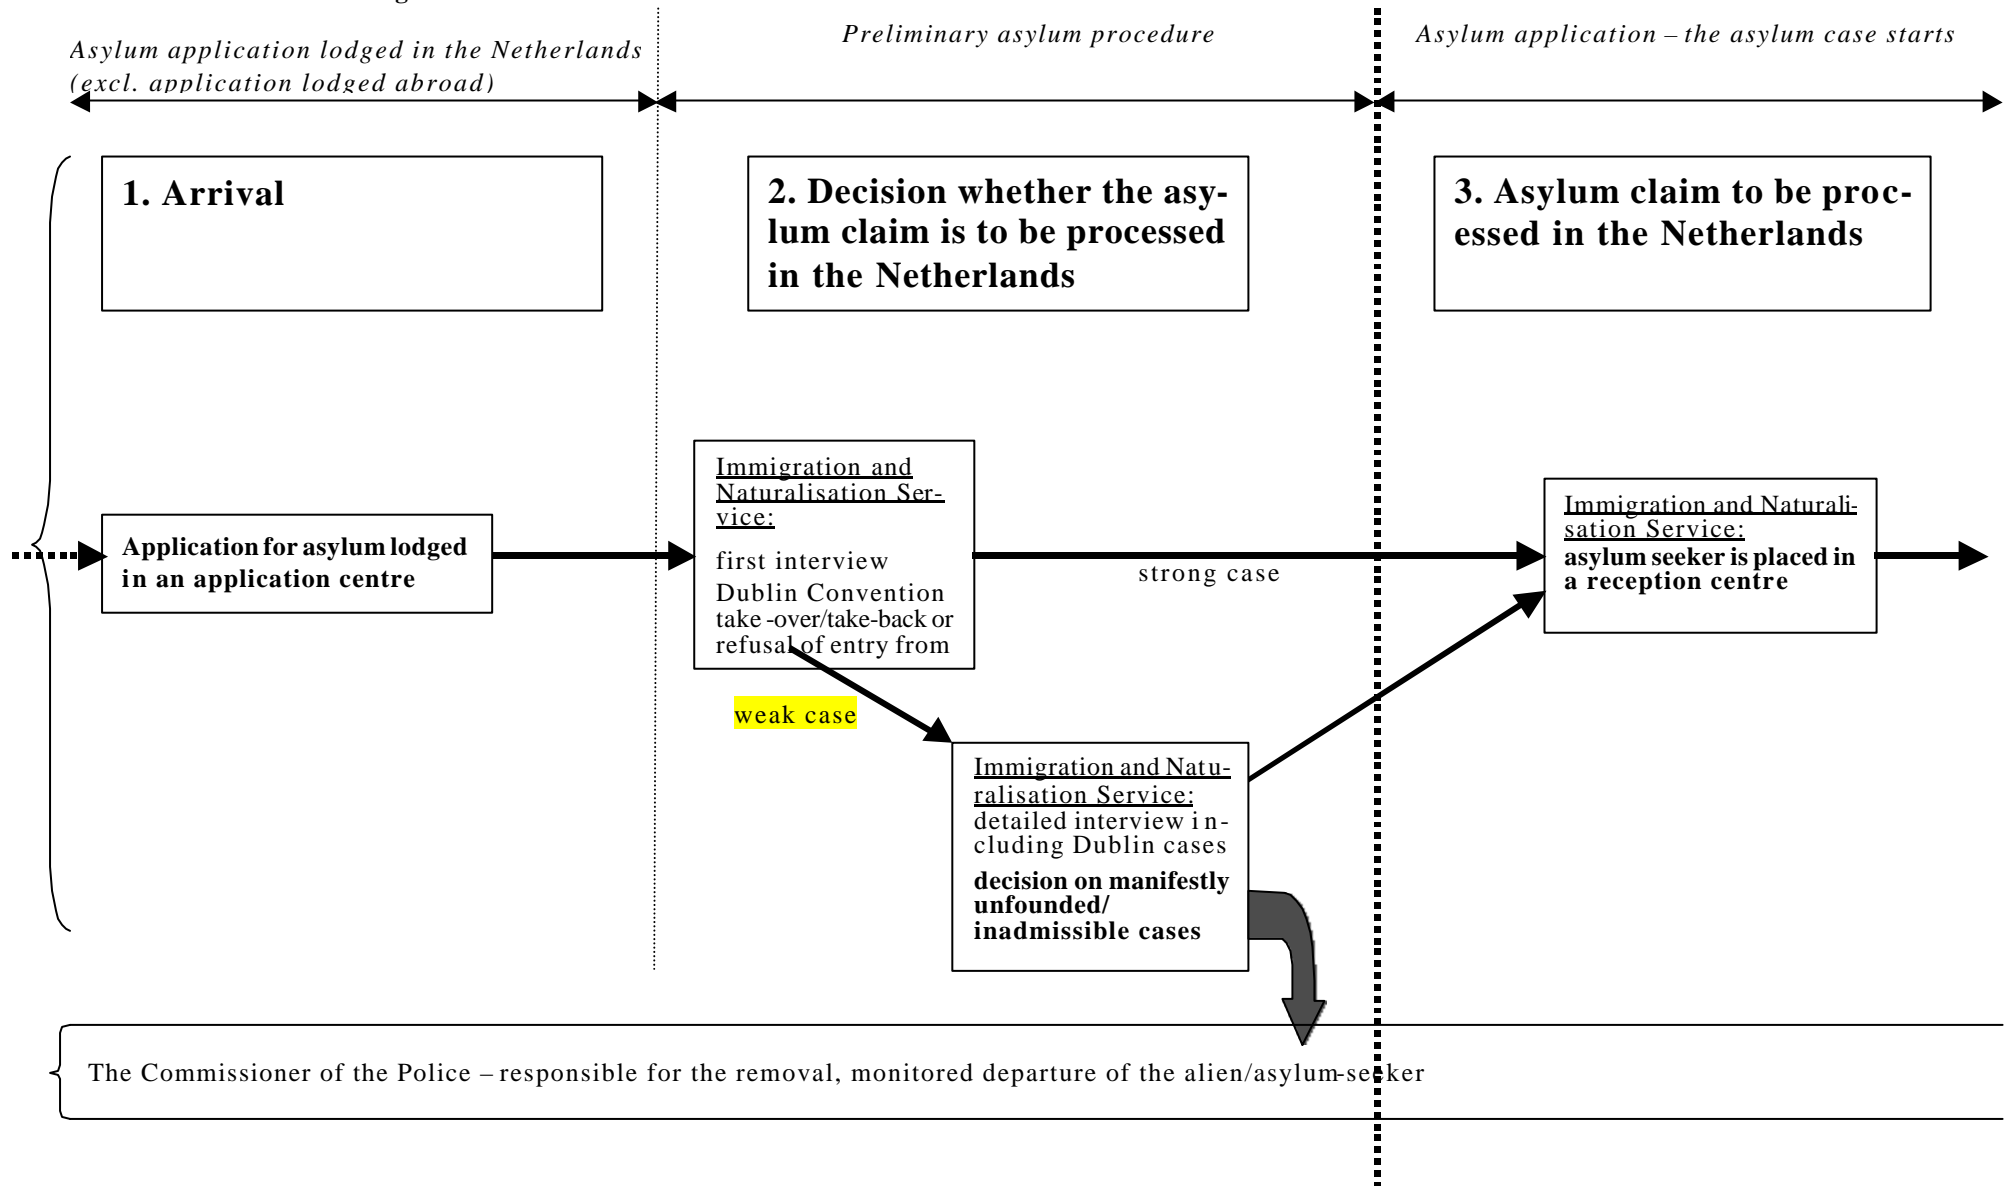 Asylum application lodged in the Netherlands
(excl. application lodged abroad)
Preliminary asylum procedure
Asylum application – the asylum case starts
1. Arrival
2. Decision whether the asy-
lum claim is to be processed
in the Netherlands
3. Asylum claim to be proc-
essed in the Netherlands
Application for asylum lodged
in an application centre
Immigration and
Naturalisation Ser-
vice:
first interview
Dublin Convention
take-over/take-back or
refusal of entry from
strong case
Immigration and Naturali-
sation Service:
asylum seeker is placed in
a reception centre
weak case
Immigration and Natu-
ralisation Service:
detailed interview in-
cluding Dublin cases
decision on manifestly
unfounded/
inadmissible cases
The Commissioner of the Police – responsible for the removal, monitored departure of the alien/asylum-seeker